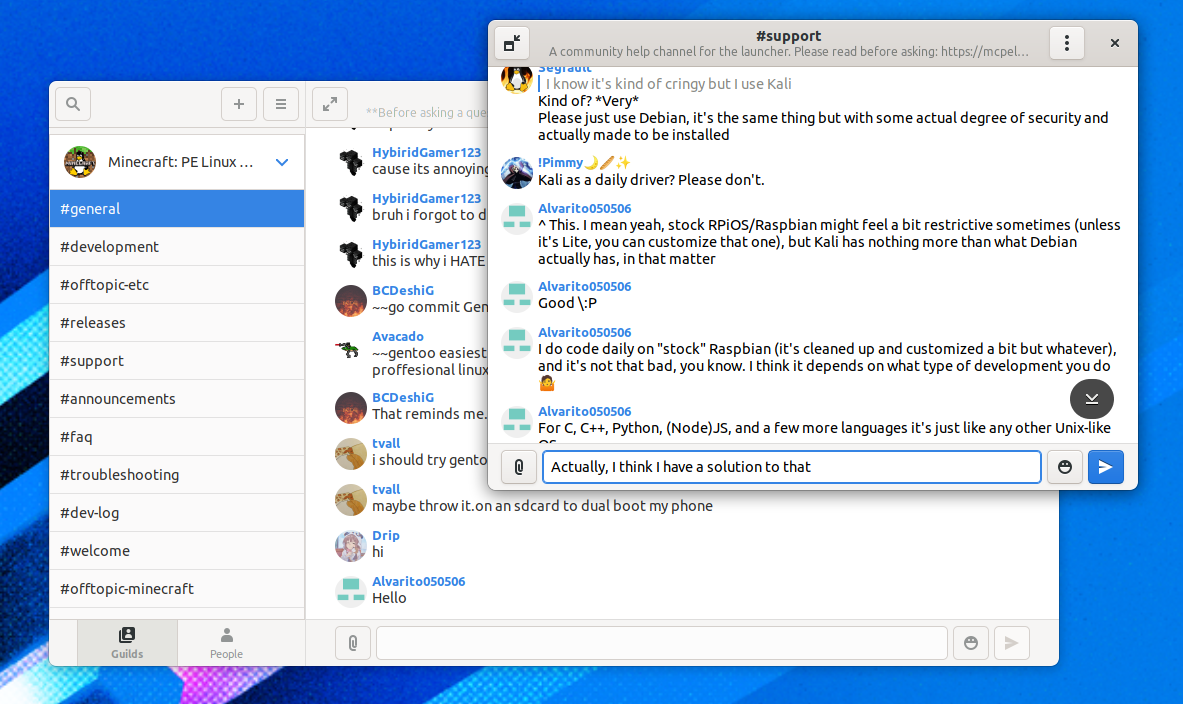 #support
A community help channel for the launcher. Please read before asking: https://mcpel…
Segfault
I know it's kind of cringy but I use Kali
Kind of? *Very*
Please just use Debian, it's the same thing but with some actual degree of security and
actually made to be installed
!Pimmy🌙🥖✨
Kali as a daily driver? Please don't.
Alvarito050506
^ This. I mean yeah, stock RPiOS/Raspbian might feel a bit restrictive sometimes (unless
it's Lite, you can customize that one), but Kali has nothing more than what Debian
actually has, in that matter
Alvarito050506
Good \:P
Alvarito050506
I do code daily on "stock" Raspbian (it's cleaned up and customized a bit but whatever),
and it's not that bad, you know. I think it depends on what type of development you do
🤷
Alvarito050506
For C, C++, Python, (Node)JS, and a few more languages it's just like any other Unix-like
Actually, I think I have a solution to that
**Before asking a que
Minecraft: PE Linux …
#general
#development
#offtopic-etc
#releases
#support
#announcements
#faq
#troubleshooting
#dev-log
#welcome
#offtopic-minecraft
Guilds
People
HybiridGamer123
cause its annoying
HybiridGamer123
bruh i forgot to d
HybiridGamer123
this is why i HATE
BCDeshiG
~~go commit Gen
Avacado
~~gentoo easiest
proffesional linux
BCDeshiG
That reminds me.
tvall
i should try gento
tvall
maybe throw it.on an sdcard to dual boot my phone
Drip
hi
Alvarito050506
Hello